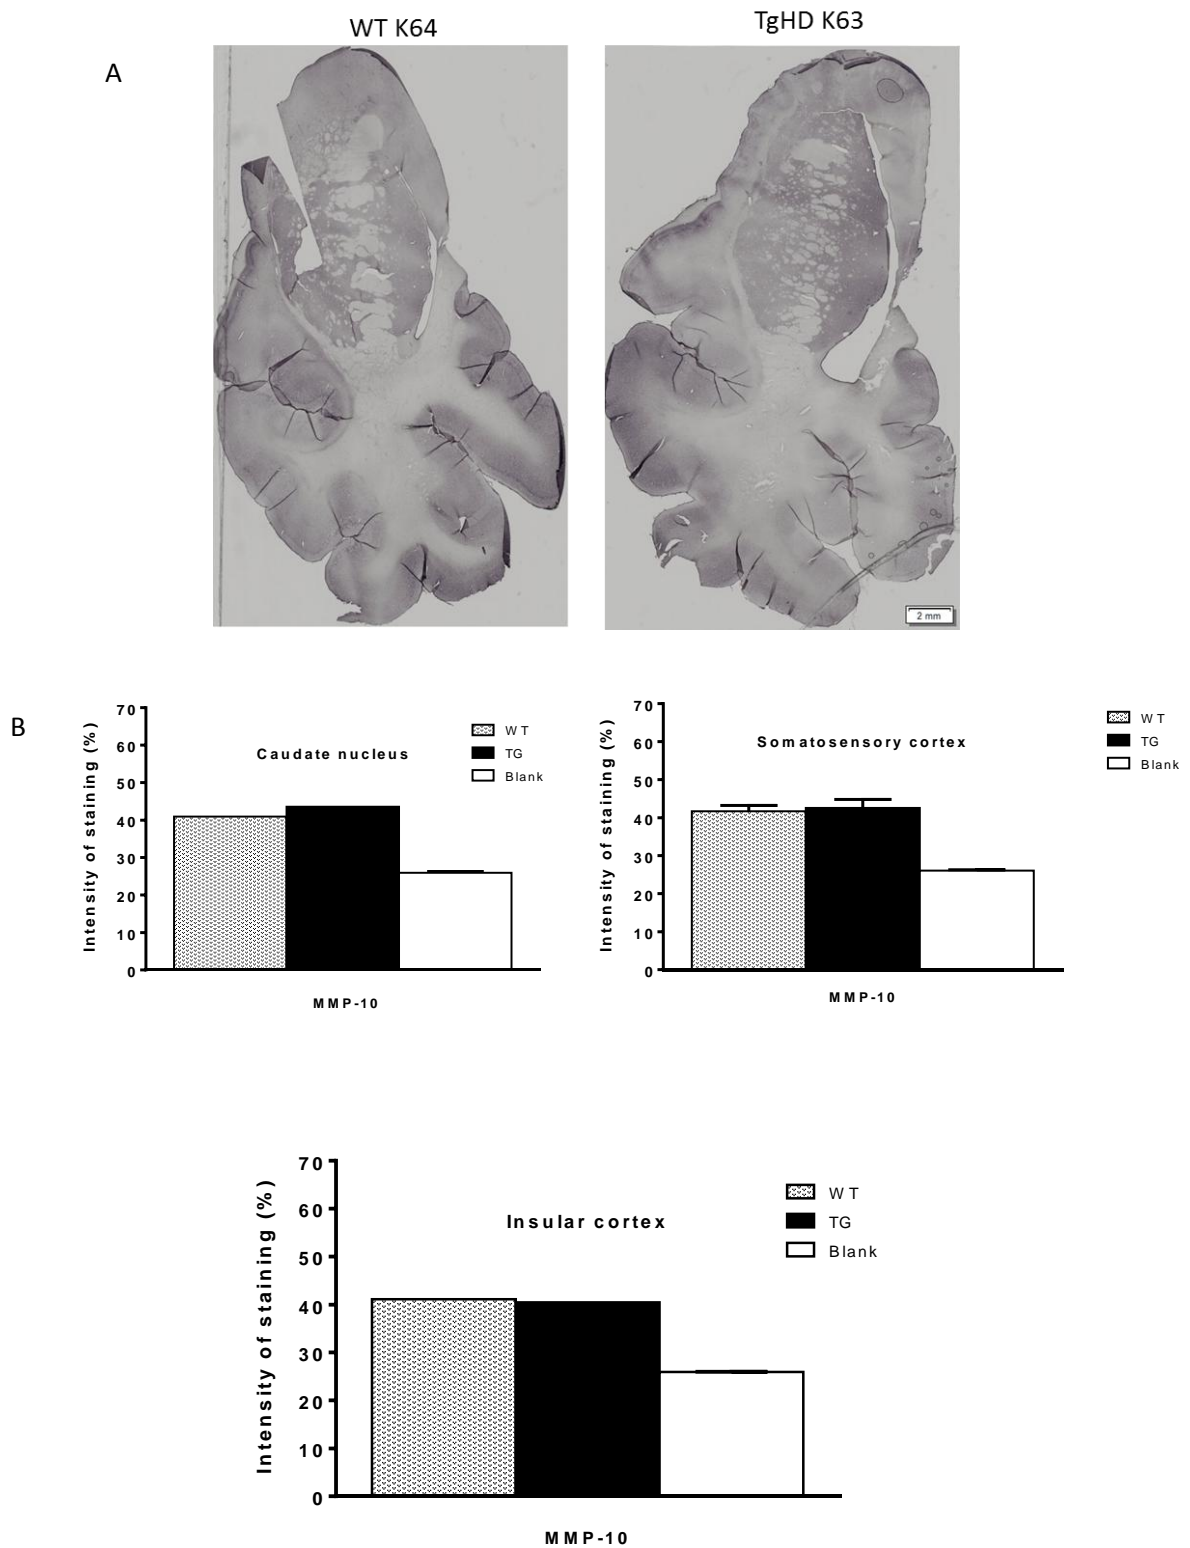 WT K64
TgHD K63
A
2 mm
B
70
60
50
40
30
20
10
0
Intensity of staining (%)
Caudate nucleus
WT
TG
Blank
MMP-10
70
60
50
40
30
20
10
0
Intensity of staining (%)
Somatosensory cortex
WT
TG
Blank
MMP-10
70
60
50
40
30
20
10
0
Intensity of staining (%)
Insular cortex
WT
TG
Blank
MMP-10